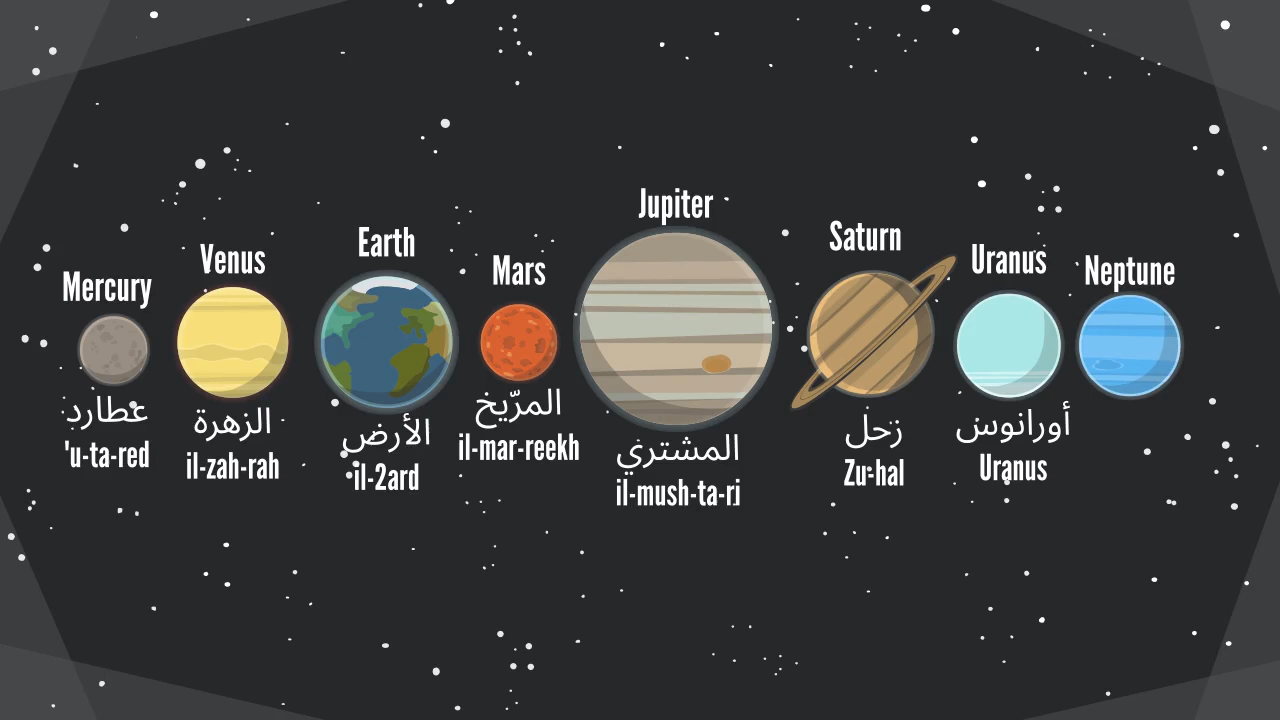 Mercury
عطارد
'u-ta-red
Venus
الزهرة
il-zah-rah
Earth
الأرض
il-2ard
Mars
المرّيخ
il-mar-reekh
Jupiter
المشتري
il-mush-ta-ri
Saturn
زحل
Zu-hal
Uranus
أورانوس
Uranus
Neptune